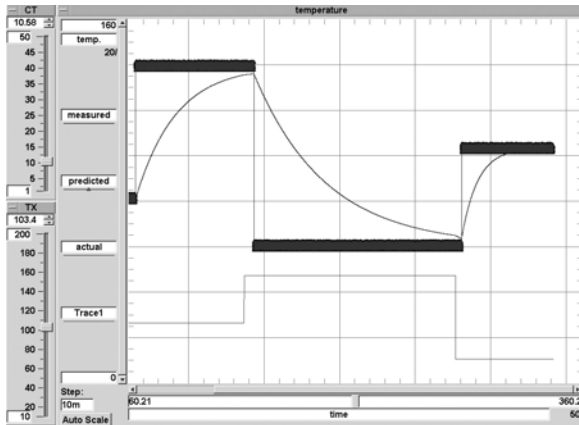 CT
10.58
50
45
40
35
30
25
20
15
10
5
1
TX
103.4
200
180
160
140
120
100
80
60
40
20
10
temperature
160
temp.
20/
measured
predicted
actual
Trace1
0
Step:
10m
Auto Scale
60.21
360.2
time
50